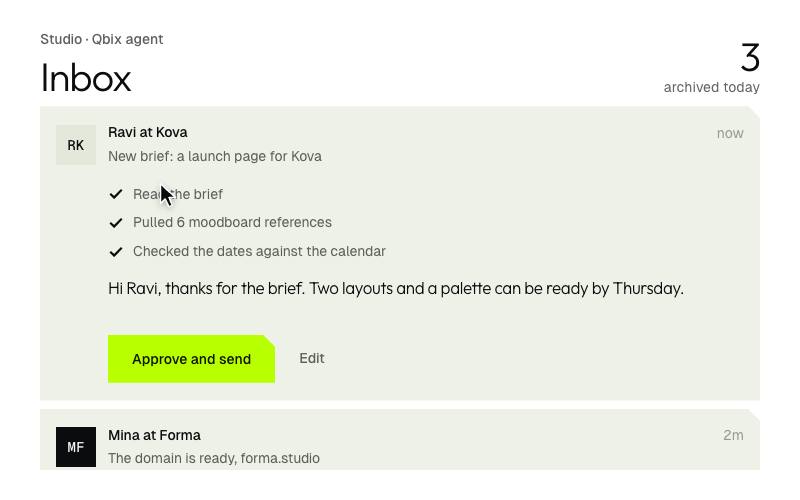 Studio · Qbix agent
Inbox
3
archived today
RK
Ravi at Kova
now
New brief: a launch page for Kova
Read the brief
Pulled 6 moodboard references
Checked the dates against the calendar
Hi Ravi, thanks for the brief. Two layouts and a palette can be ready by Thursday.
Approve and send
Edit
MF
Mina at Forma
2m
The domain is ready, forma.studio